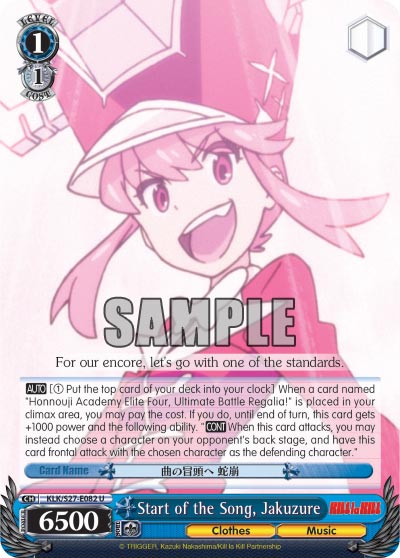 LEVEL
1
1
COST
SAMPLE
For our encore, let's go with one of the standards.
AUTO [① Put the top card of your deck into your clock] When a card named
"Honnouji Academy Elite Four, Ultimate Battle Regalia!" is placed in your
climax area, you may pay the cost. If you do, until end of turn, this card gets
+1000 power and the following ability. "CONT When this card attacks, you may
instead choose a character on your opponent's back stage, and have this
card frontal attack with the chosen character as the defending character."
Card Name 曲の冒頭へ 蛇崩
CH KLK/S27-E082 U
POWER 6500 SOUL Start of the Song, Jakuzure KILL la KILL
Clothes Music
© TRIGGER, Kazuki Nakashima/Kill la Kill Partnership